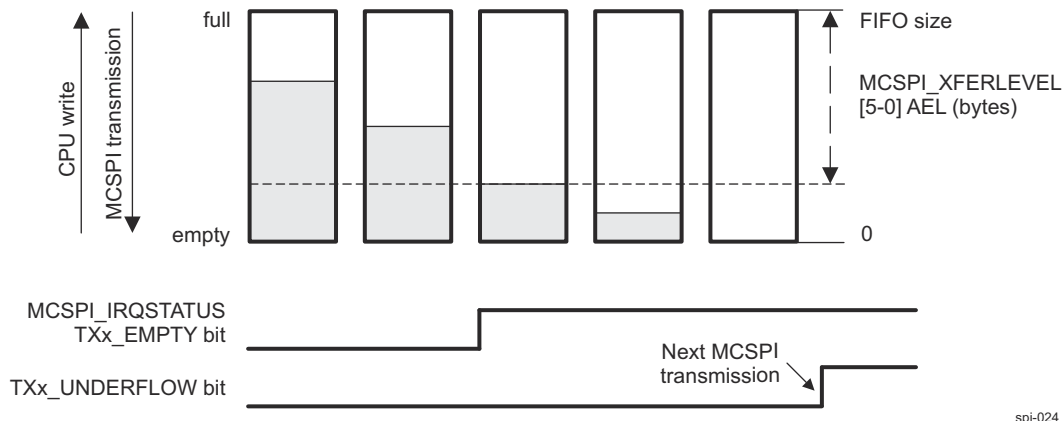 full
FIFO size
CPU write
MCSPI transmission
MCSPI_XFERLEVEL
[5-0] AEL (bytes)
empty
0
MCSPI_IRQSTATUS
TXx_EMPTY bit
Next MCSPI
transmission
TXx_UNDERFLOW bit
spi-024